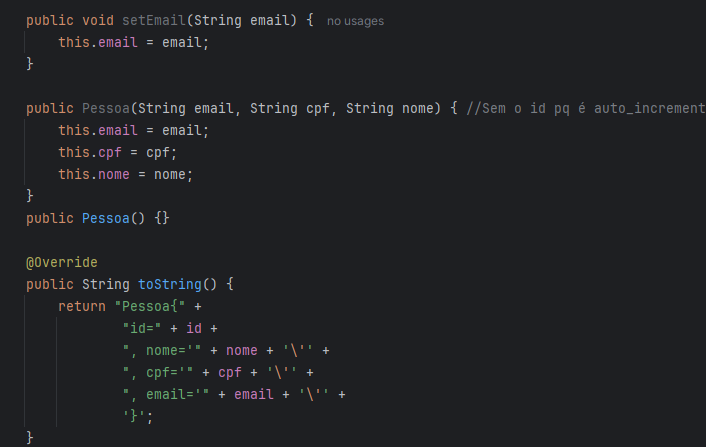 public void setEmail(String email) { no usages
this.email = email;
}
public Pessoa(String email, String cpf, String nome) { //Sem o id pq é auto_increment
this.email = email;
this.cpf = cpf;
this.nome = nome;
}
public Pessoa() {}
@Override
public String toString() {
return "Pessoa{" +
"id=" + id +
", nome='" + nome + '\'' +
", cpf='" + cpf + '\'' +
", email='" + email + '\'' +
'}';
}